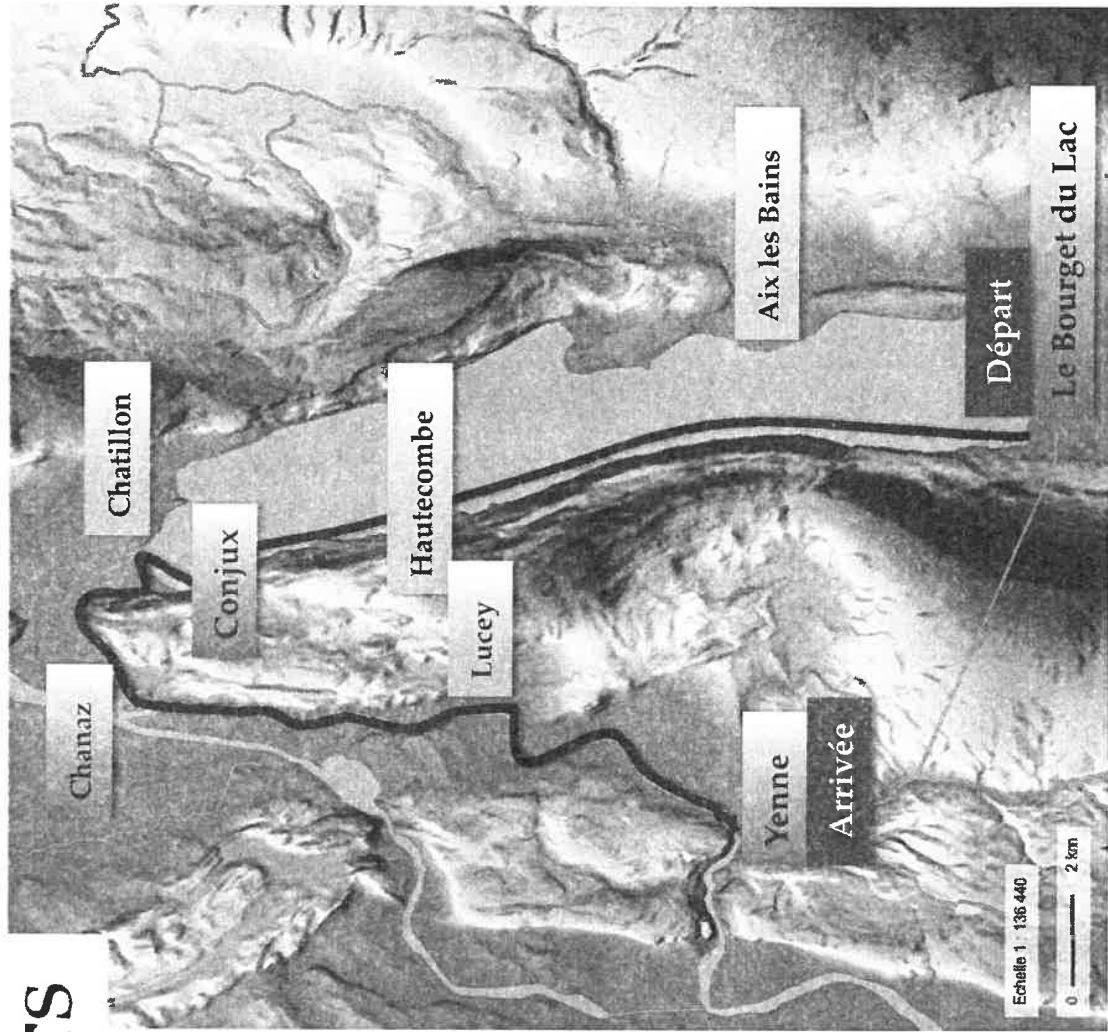 TS
Chatillon
Chanaz
Conjux
Hautecombe
Lucey
Aix les Bains
Yenne
Arrivée
Départ
Le Bourget du Lac
Echelle 1 : 136 440
0 2 km